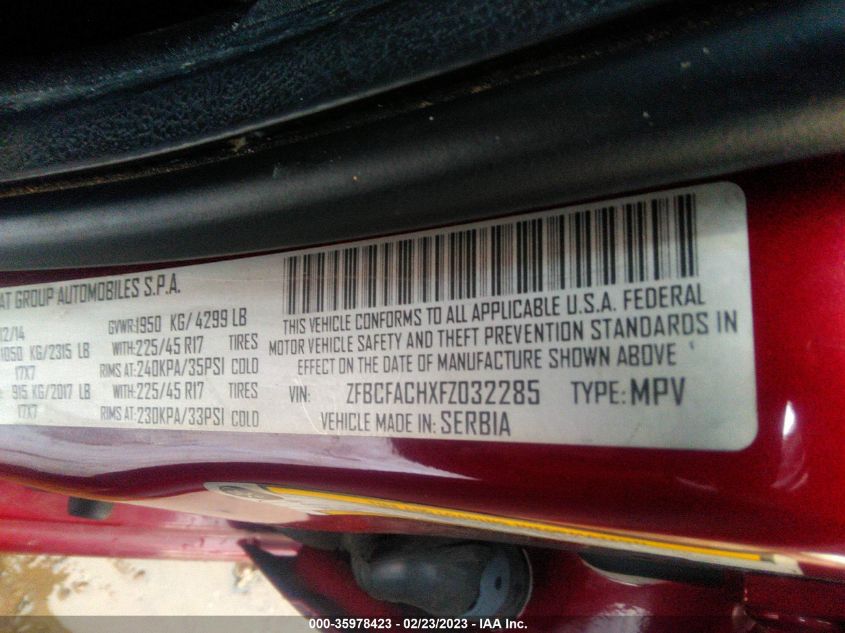 AT GROUP AUTOMOBILES S.P.A.
12/14 GVWR:1950 KG/ 4299 LB
1050 KG/2315 LB WITH:225/45 R17 TIRES
17X7 RIMS AT:240KPA/35PSI COLD
915 KG/2017 LB WITH:225/45 R17 TIRES
17X7 RIMS AT:230KPA/33PSI COLD
THIS VEHICLE CONFORMS TO ALL APPLICABLE U.S.A. FEDERAL
MOTOR VEHICLE SAFETY AND THEFT PREVENTION STANDARDS IN
EFFECT ON THE DATE OF MANUFACTURE SHOWN ABOVE
VIN: ZFBCFACHXFZ032285 TYPE: MPV
VEHICLE MADE IN: SERBIA
000-35978423 - 02/23/2023 - IAA Inc.